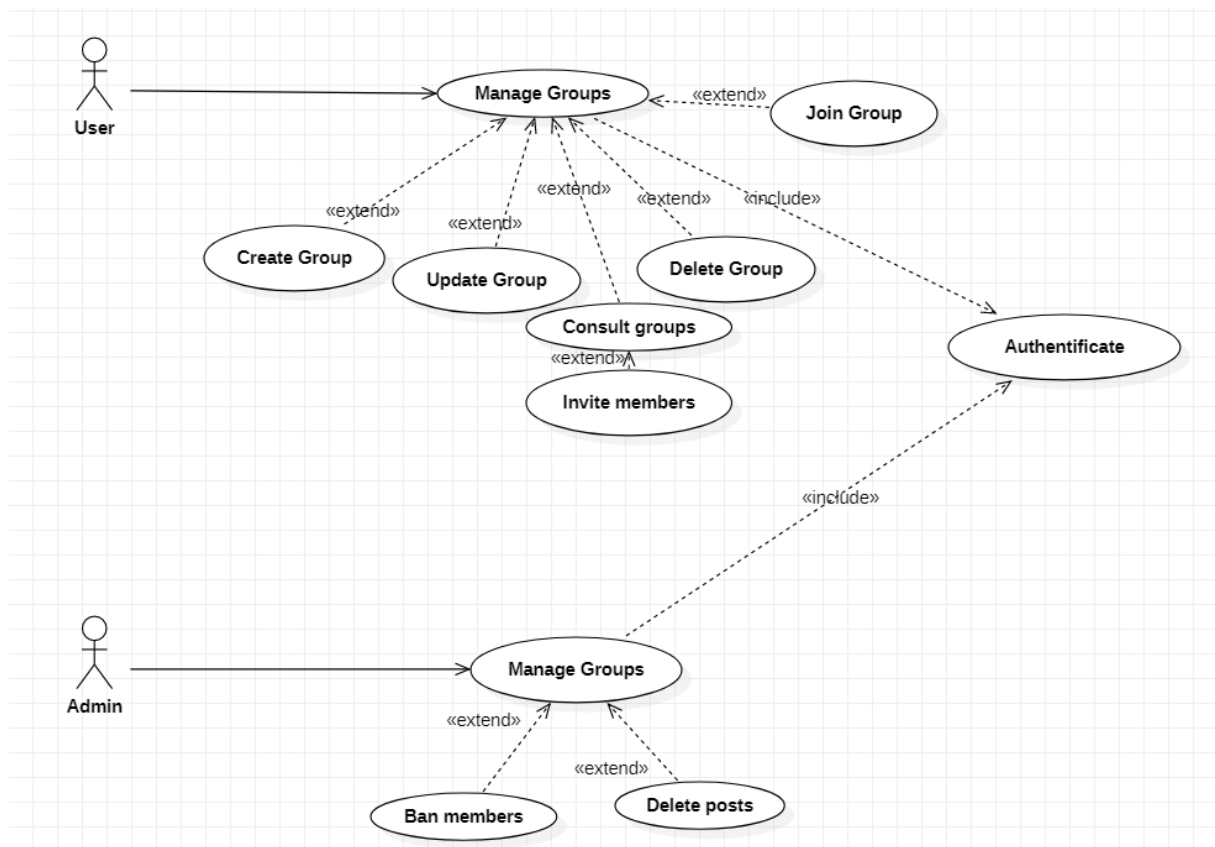 User
Manage Groups
«extend»
Join Group
«extend»
«extend»
«extend»
«extend»
«include»
Create Group
Update Group
Delete Group
Consult groups
Authentificate
«extend»
Invite members
«include»
Admin
Manage Groups
«extend»
«extend»
Ban members
Delete posts